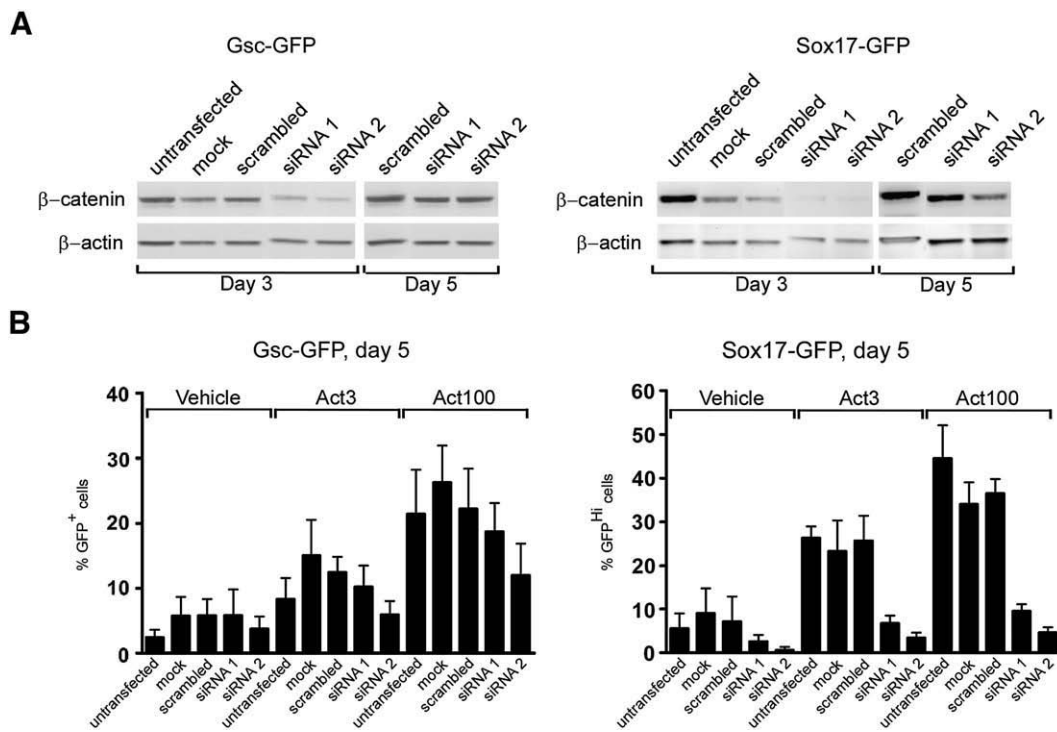 A
Gsc-GFP
Sox17-GFP
untransfected
mock
scrambled
siRNA 1
siRNA 2
scrambled
siRNA 1
siRNA 2
untransfected
mock
scrambled
siRNA 1
siRNA 2
scrambled
siRNA 1
siRNA 2
β–catenin
β–actin
β–catenin
β–actin
Day 3
Day 5
Day 3
Day 5
B
Gsc-GFP, day 5
Vehicle
Act3
Act100
% GFP+ cells
40
30
20
10
0
untransfected
mock
scrambled
siRNA 1
siRNA 2
untransfected
mock
scrambled
siRNA 1
siRNA 2
untransfected
mock
scrambled
siRNA 1
siRNA 2
Sox17-GFP, day 5
Vehicle
Act3
Act100
% GFPHi cells
60
50
40
30
20
10
0
untransfected
mock
scrambled
siRNA 1
siRNA 2
untransfected
mock
scrambled
siRNA 1
siRNA 2
untransfected
mock
scrambled
siRNA 1
siRNA 2